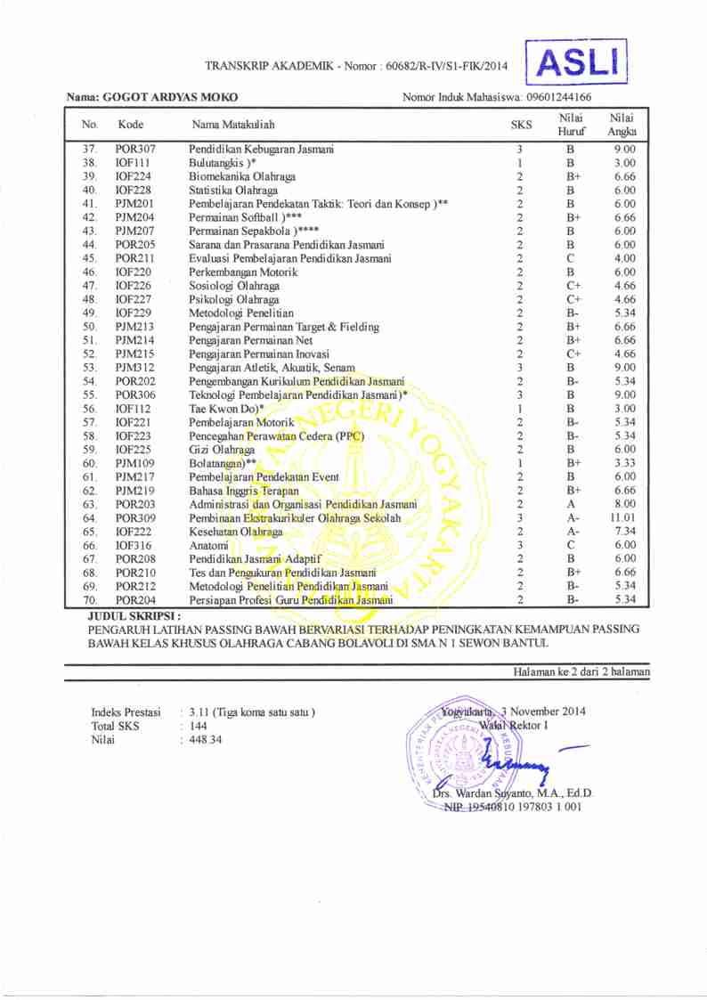 TRANSKRIP AKADEMIK - Nomor : 60682/R-IV/S1-FIK/2014
ASLI
Nama: GOGOT ARDYAS MOKO Nomor Induk Mahasiswa: 09601244166
No. Kode Nama Matakuliah SKS Nilai Huruf Nilai Angka
37. POR307 Pendidikan Kebugaran Jasmani 3 B 9.00
38. IOF111 Bulutangkis )* 1 B 3.00
39. IOF224 Biomekanika Olahraga 2 B+ 6.66
40. IOF228 Statistika Olahraga 2 B 6.00
41. PJM201 Pembelajaran Pendekatan Taktik: Teori dan Konsep )** 2 B 6.00
42. PJM204 Permainan Softball )*** 2 B+ 6.66
43. PJM207 Permainan Sepakbola )**** 2 B 6.00
44. POR205 Sarana dan Prasarana Pendidikan Jasmani 2 B 6.00
45. POR211 Evaluasi Pembelajaran Pendidikan Jasmani 2 C 4.00
46. IOF220 Perkembangan Motorik 2 B 6.00
47. IOF226 Sosiologi Olahraga 2 C+ 4.66
48. IOF227 Psikologi Olahraga 2 C+ 4.66
49. IOF229 Metodologi Penelitian 2 B- 5.34
50. PJM213 Pengajaran Permainan Target & Fielding 2 B+ 6.66
51. PJM214 Pengajaran Permainan Net 2 B+ 6.66
52. PJM215 Pengajaran Permainan Inovasi 2 C+ 4.66
53. PJM312 Pengajaran Atletik, Akuatik, Senam 3 B 9.00
54. POR202 Pengembangan Kurikulum Pendidikan Jasmani 2 B- 5.34
55. POR306 Teknologi Pembelajaran Pendidikan Jasmani)* 3 B 9.00
56. IOF112 Tae Kwon Do)* 1 B 3.00
57. IOF221 Pembelajaran Motorik 2 B- 5.34
58. IOF223 Pencegahan Perawatan Cedera (PPC) 2 B- 5.34
59. IOF225 Gizi Olahraga 2 B 6.00
60. PJM109 Bolatangan)** 1 B+ 3.33
61. PJM217 Pembelajaran Pendekatan Event 2 B 6.00
62. PJM219 Bahasa Inggris Terapan 2 B+ 6.66
63. POR203 Administrasi dan Organisasi Pendidikan Jasmani 2 A 8.00
64. POR309 Pembinaan Ekstrakurikuler Olahraga Sekolah 3 A- 11.01
65. IOF222 Kesehatan Olahraga 2 A- 7.34
66. IOF316 Anatomi 3 C 6.00
67. POR208 Pendidikan Jasmani Adaptif 2 B 6.00
68. POR210 Tes dan Pengukuran Pendidikan Jasmani 2 B+ 6.66
69. POR212 Metodologi Penelitian Pendidikan Jasmani 2 B- 5.34
70. POR204 Persiapan Profesi Guru Pendidikan Jasmani 2 B- 5.34
JUDUL SKRIPSI :
PENGARUH LATIHAN PASSING BAWAH BERVARIASI TERHADAP PENINGKATAN KEMAMPUAN PASSING
BAWAH KELAS KHUSUS OLAHRAGA CABANG BOLAVOLI DI SMA N 1 SEWON BANTUL
Halaman ke 2 dari 2 halaman
Indeks Prestasi : 3.11 (Tiga koma satu satu ) Yogyakarta, 3 November 2014
Total SKS : 144 Wakil Rektor I
Nilai : 448.34
Drs. Wardan Suyanto, M.A., Ed.D.
NIP. 19540810 197803 1 001